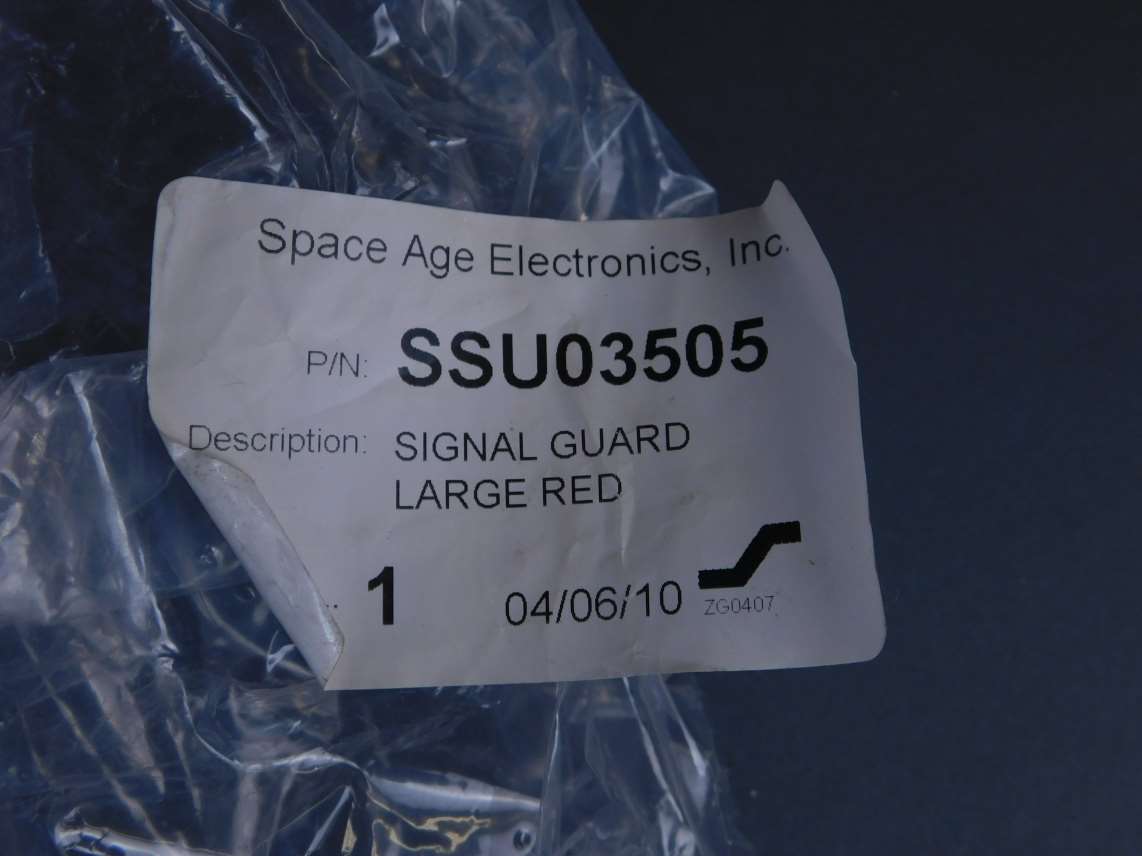 Space Age Electronics, Inc.
P/N: SSU03505
Description: SIGNAL GUARD
LARGE RED
1 04/06/10 ZG0407